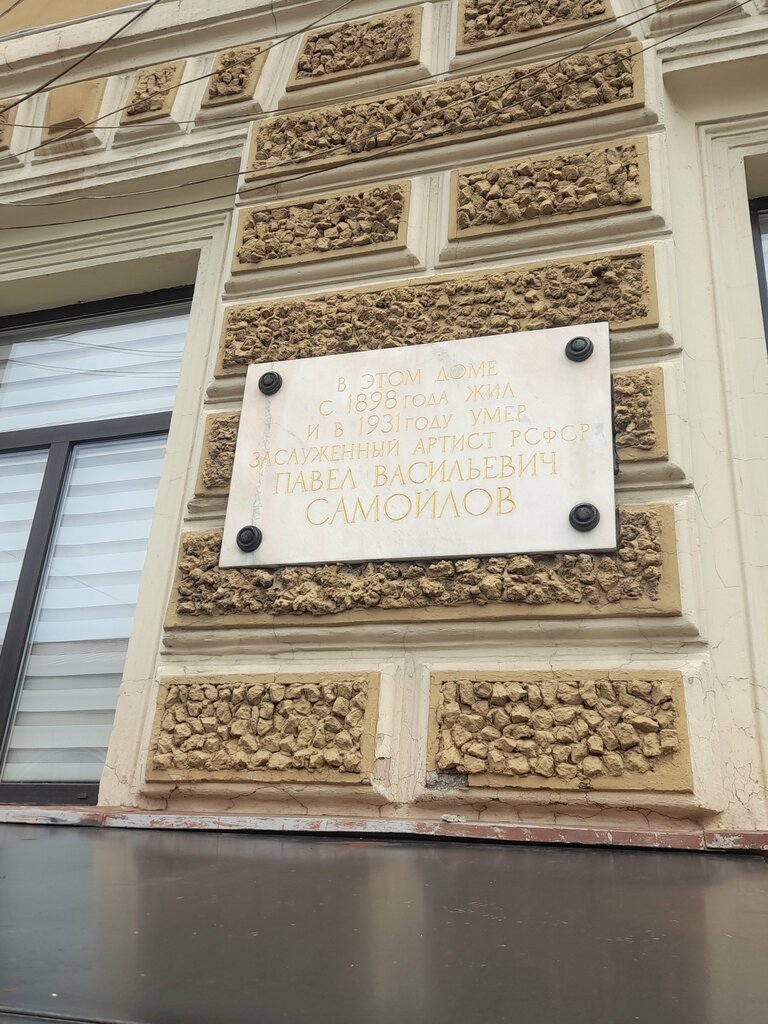 В ЭТОМ ДОМЕ
С 1898 ГОДА ЖИЛ
И В 1931 ГОДУ УМЕР
ЗАСЛУЖЕННЫЙ АРТИСТ РСФСР
ПАВЕЛ ВАСИЛЬЕВИЧ
САМОЙЛОВ